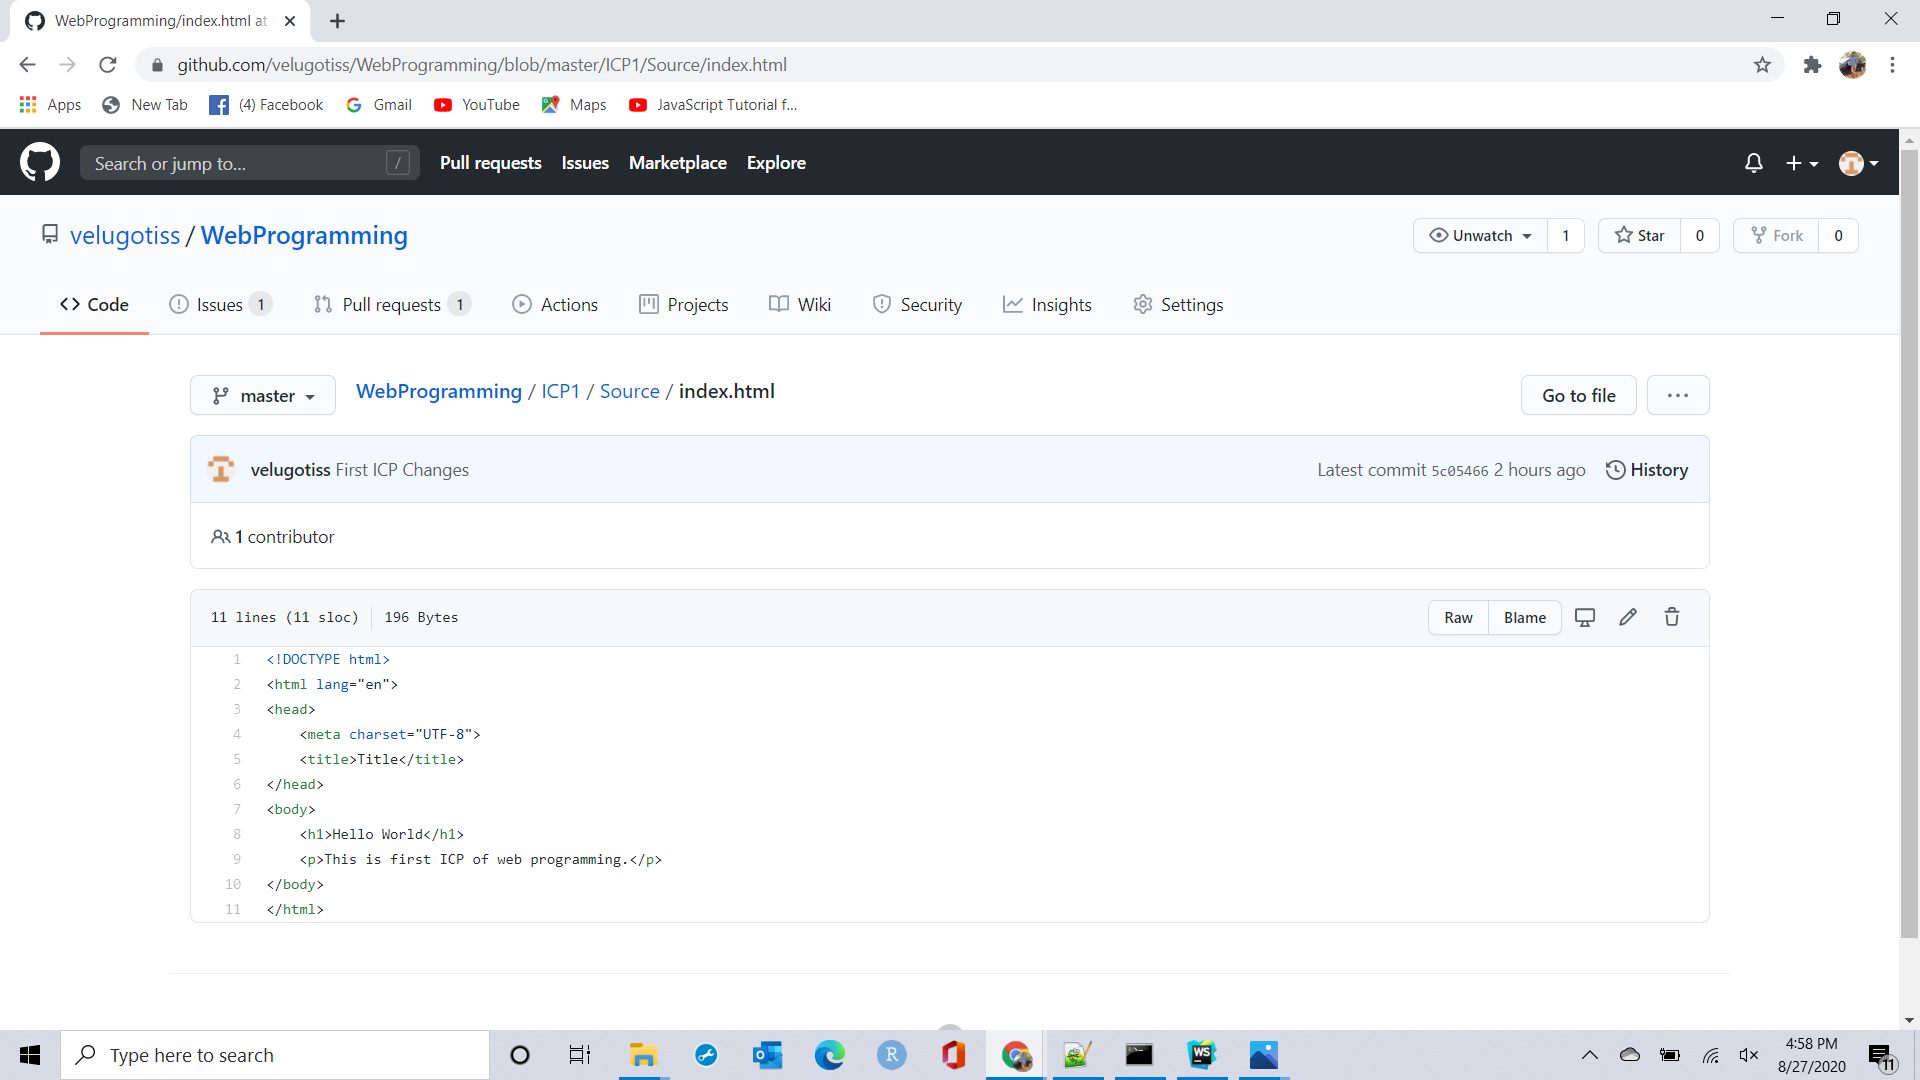 WebProgramming/index.html at
github.com/velugotiss/WebProgramming/blob/master/ICP1/Source/index.html
Apps New Tab (4) Facebook Gmail YouTube Maps JavaScript Tutorial f...
Search or jump to... / Pull requests Issues Marketplace Explore
velugotiss / WebProgramming Unwatch 1 Star 0 Fork 0
Code Issues 1 Pull requests 1 Actions Projects Wiki Security Insights Settings
master WebProgramming / ICP1 / Source / index.html Go to file ...
velugotiss First ICP Changes Latest commit 5c05466 2 hours ago History
1 contributor
11 lines (11 sloc) 196 Bytes Raw Blame
1 <!DOCTYPE html>
2 <html lang="en">
3 <head>
4     <meta charset="UTF-8">
5     <title>Title</title>
6 </head>
7 <body>
8     <h1>Hello World</h1>
9     <p>This is first ICP of web programming.</p>
10 </body>
11 </html>
Type here to search R WS 4:58 PM
8/27/2020 11